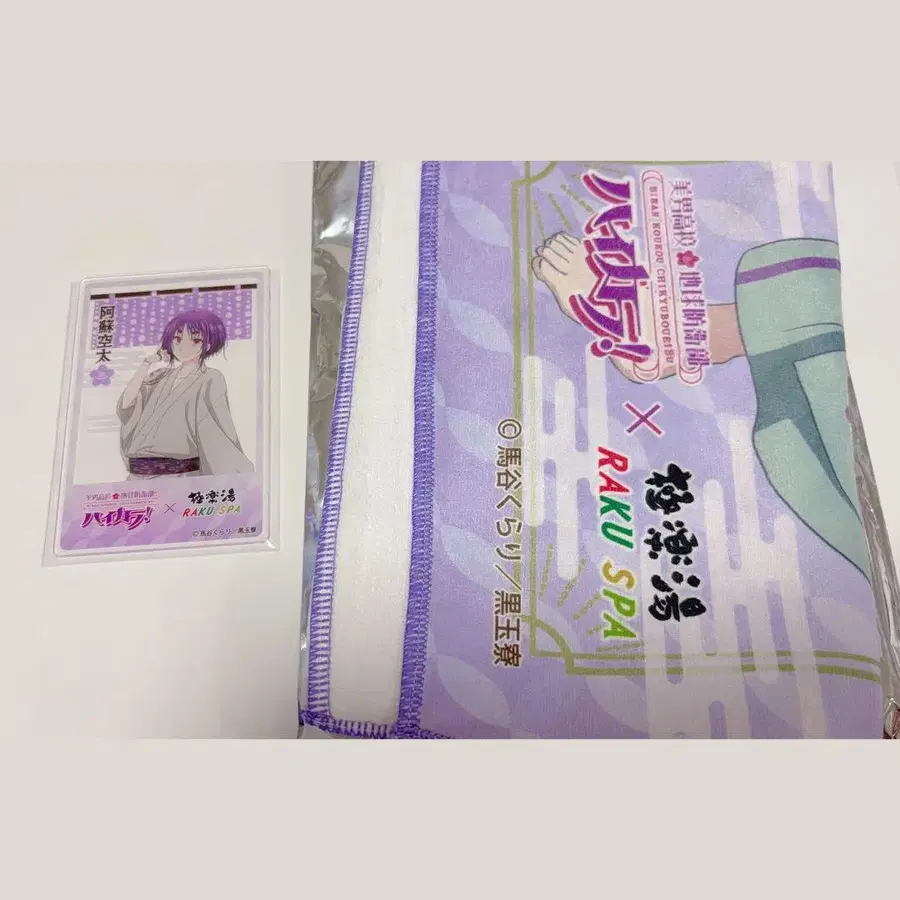 阿蘇空太
美男高校 地球防衛部
ハイカラ!
×
極楽湯
RAKU SPA
© 馬谷くらり/黒玉寮
美男高校 地球防衛部
BINAN KOUKOU CHIKYUBOUEIBU
ハイカラ!
×
極楽湯
RAKU SPA
© 馬谷くらり/黒玉寮